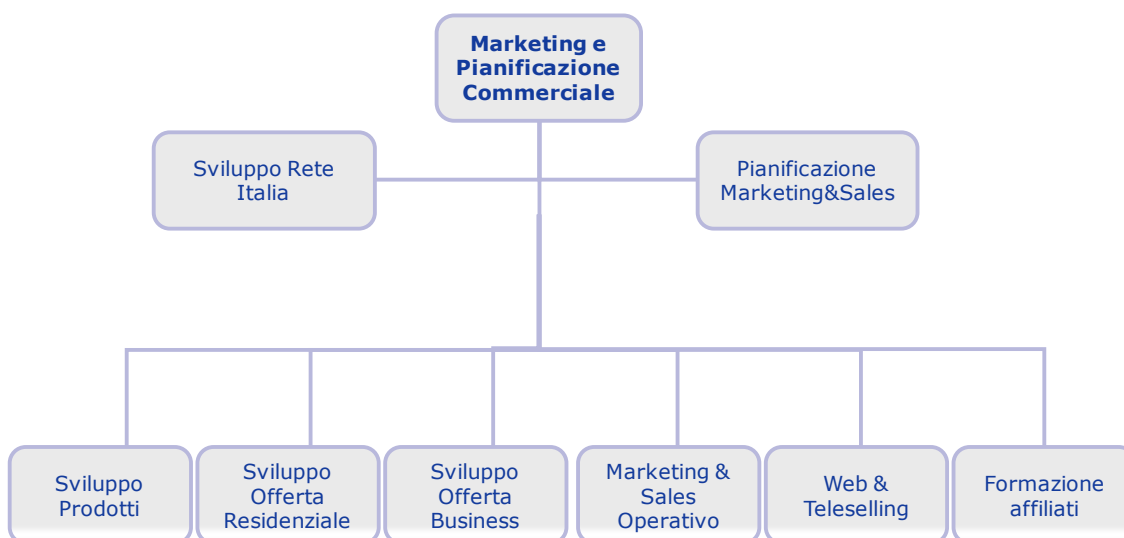 Marketing e
Pianificazione
Commerciale
Sviluppo Rete
Italia
Pianificazione
Marketing&Sales
Sviluppo
Prodotti
Sviluppo
Offerta
Residenziale
Sviluppo
Offerta
Business
Marketing &
Sales
Operativo
Web &
Teleselling
Formazione
affiliati